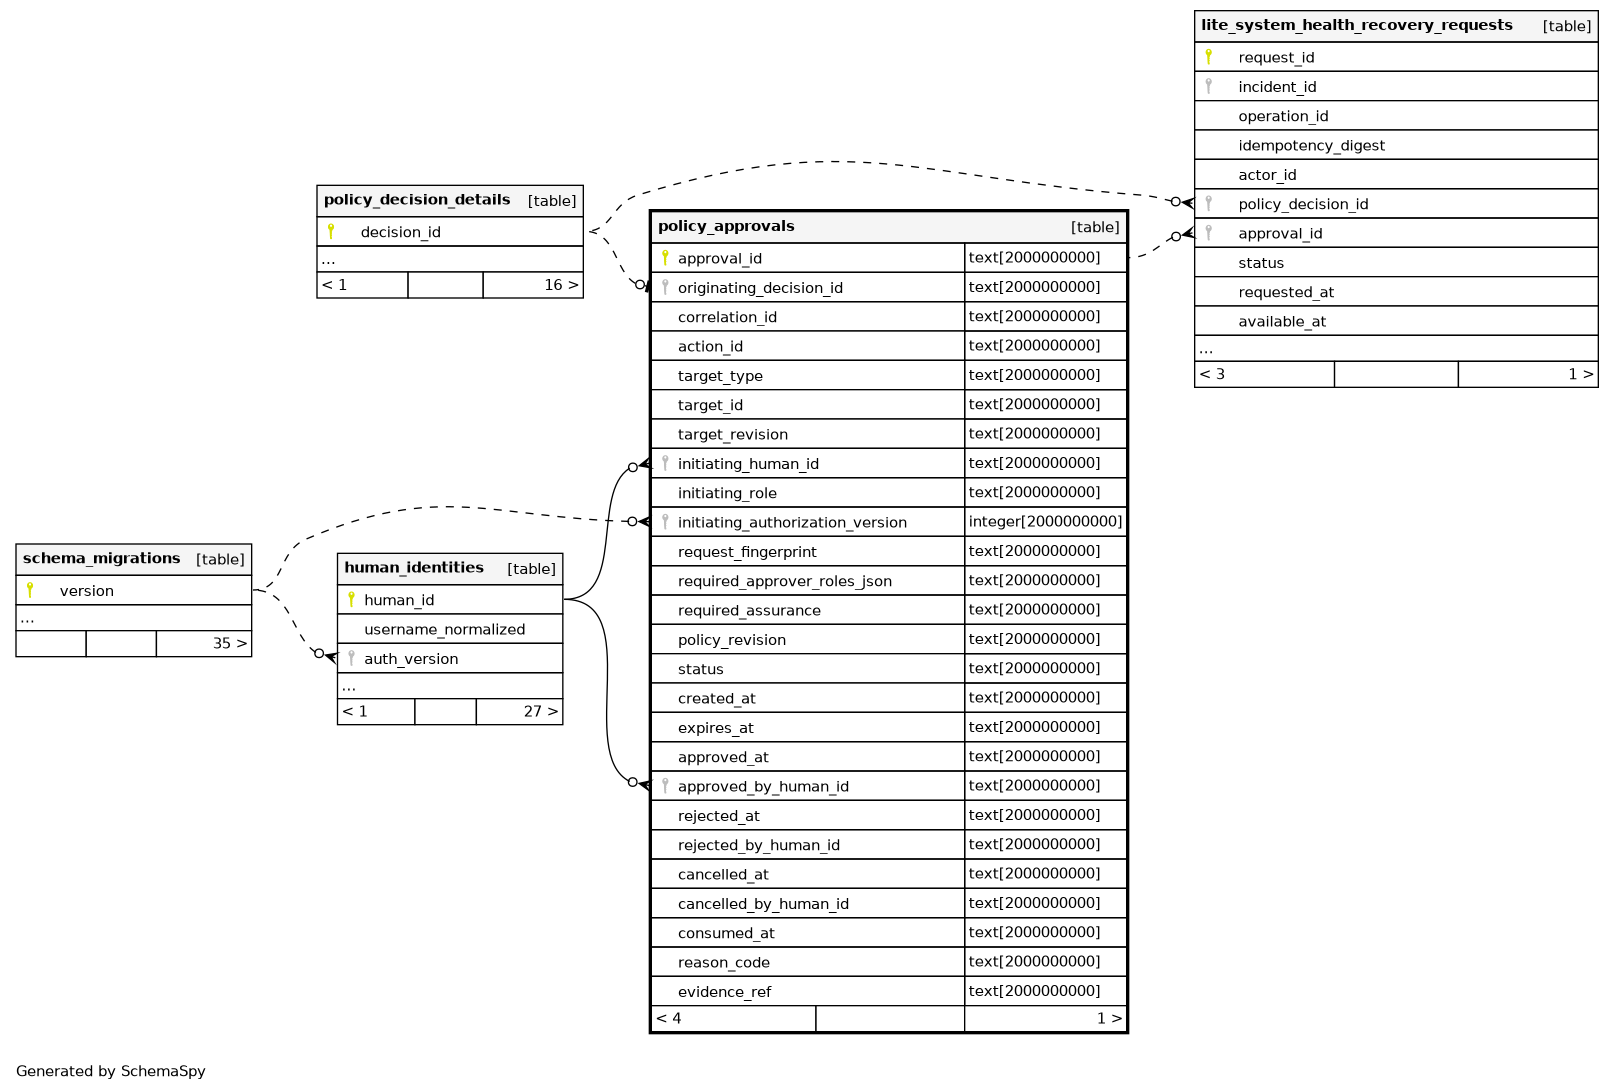 lite_system_health_recovery_requests [table]
request_id
incident_id
operation_id
idempotency_digest
actor_id
policy_decision_id
approval_id
status
requested_at
available_at
...
< 3 1 >
policy_decision_details [table]
decision_id
...
< 1 16 >
policy_approvals [table]
approval_id text[2000000000]
originating_decision_id text[2000000000]
correlation_id text[2000000000]
action_id text[2000000000]
target_type text[2000000000]
target_id text[2000000000]
target_revision text[2000000000]
initiating_human_id text[2000000000]
initiating_role text[2000000000]
initiating_authorization_version integer[2000000000]
request_fingerprint text[2000000000]
required_approver_roles_json text[2000000000]
required_assurance text[2000000000]
policy_revision text[2000000000]
status text[2000000000]
created_at text[2000000000]
expires_at text[2000000000]
approved_at text[2000000000]
approved_by_human_id text[2000000000]
rejected_at text[2000000000]
rejected_by_human_id text[2000000000]
cancelled_at text[2000000000]
cancelled_by_human_id text[2000000000]
consumed_at text[2000000000]
reason_code text[2000000000]
evidence_ref text[2000000000]
< 4 1 >
schema_migrations [table]
version
...
35 >
human_identities [table]
human_id
username_normalized
auth_version
...
< 1 27 >
Generated by SchemaSpy